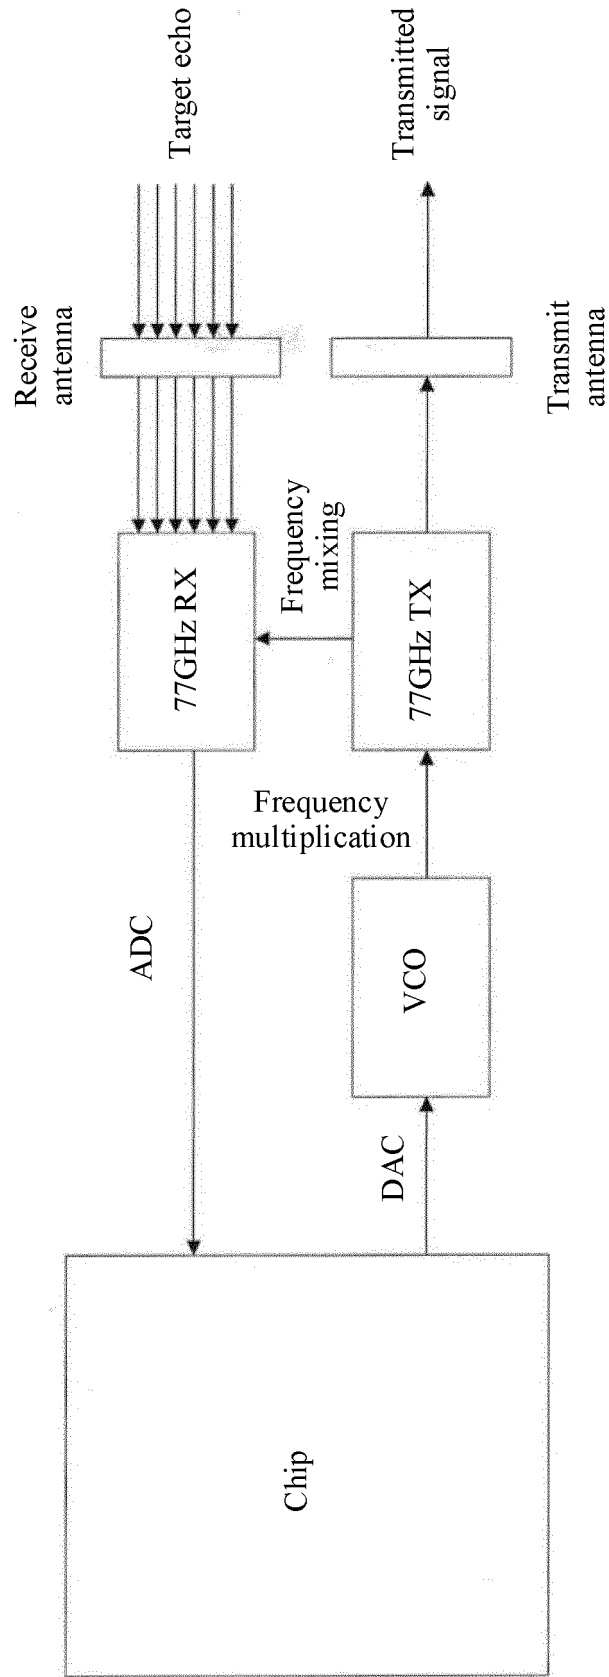 Target echo
Transmitted
signal
Receive
antenna
Transmit
antenna
Frequency
mixing
77GHz RX
77GHz TX
Frequency
multiplication
ADC
VCO
DAC
Chip